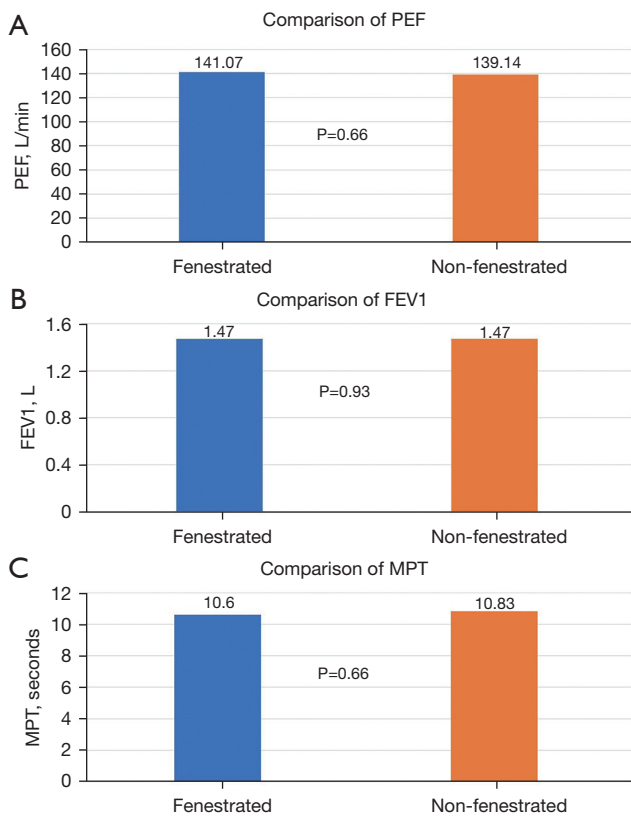 A
Comparison of PEF
PEF, L/min
160
140
120
100
80
60
40
20
0
141.07
139.14
P=0.66
Fenestrated
Non-fenestrated
B
Comparison of FEV1
FEV1, L
1.6
1.2
0.8
0.4
0
1.47
1.47
P=0.93
Fenestrated
Non-fenestrated
C
Comparison of MPT
MPT, seconds
12
10
8
6
4
2
0
10.6
10.83
P=0.66
Fenestrated
Non-fenestrated